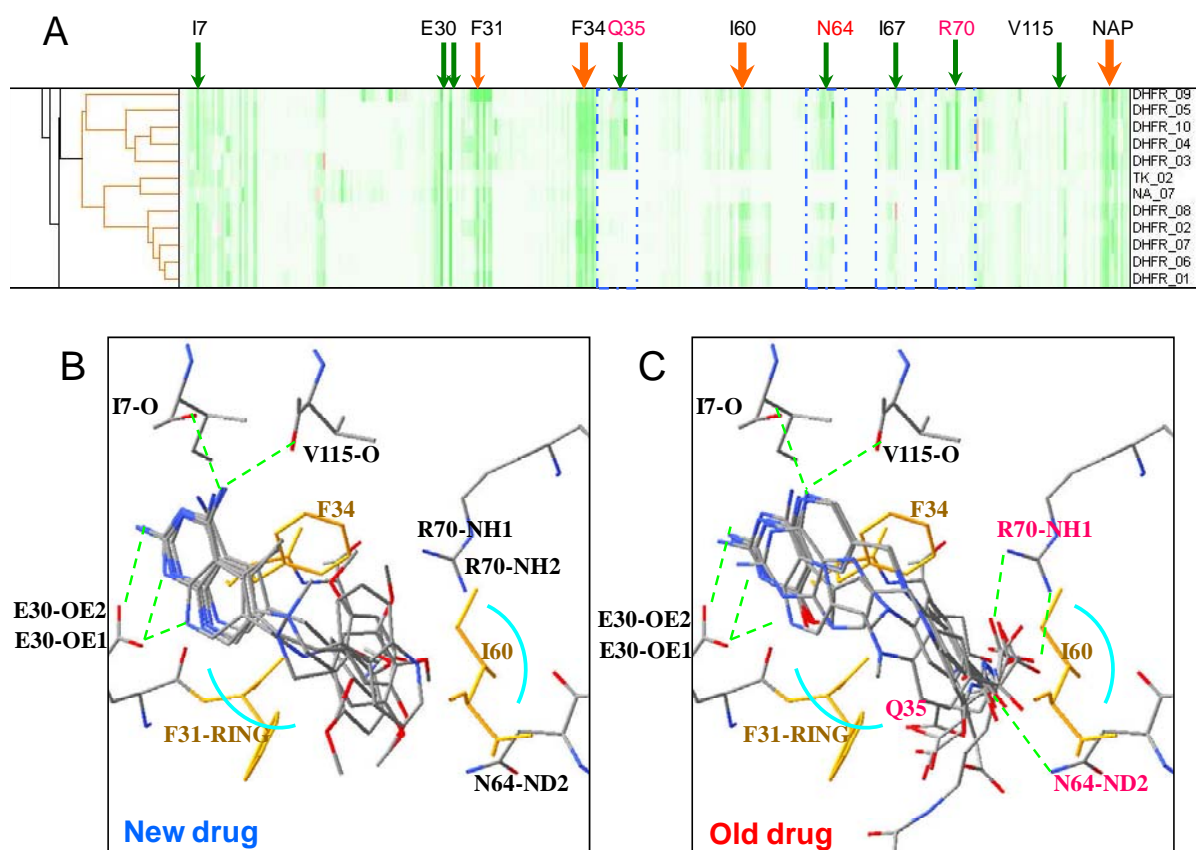 A
I7 E30 F31 F34 Q35 I60 N64 I67 R70 V115 NAP
DHFR_09
DHFR_05
DHFR_10
DHFR_04
DHFR_03
TK_02
NA_07
DHFR_08
DHFR_02
DHFR_07
DHFR_06
DHFR_01
B
I7-O
V115-O
F34
R70-NH1
R70-NH2
E30-OE2
E30-OE1
I60
F31-RING
N64-ND2
New drug
C
I7-O
V115-O
F34
R70-NH1
E30-OE2
E30-OE1
I60
Q35
F31-RING
N64-ND2
Old drug